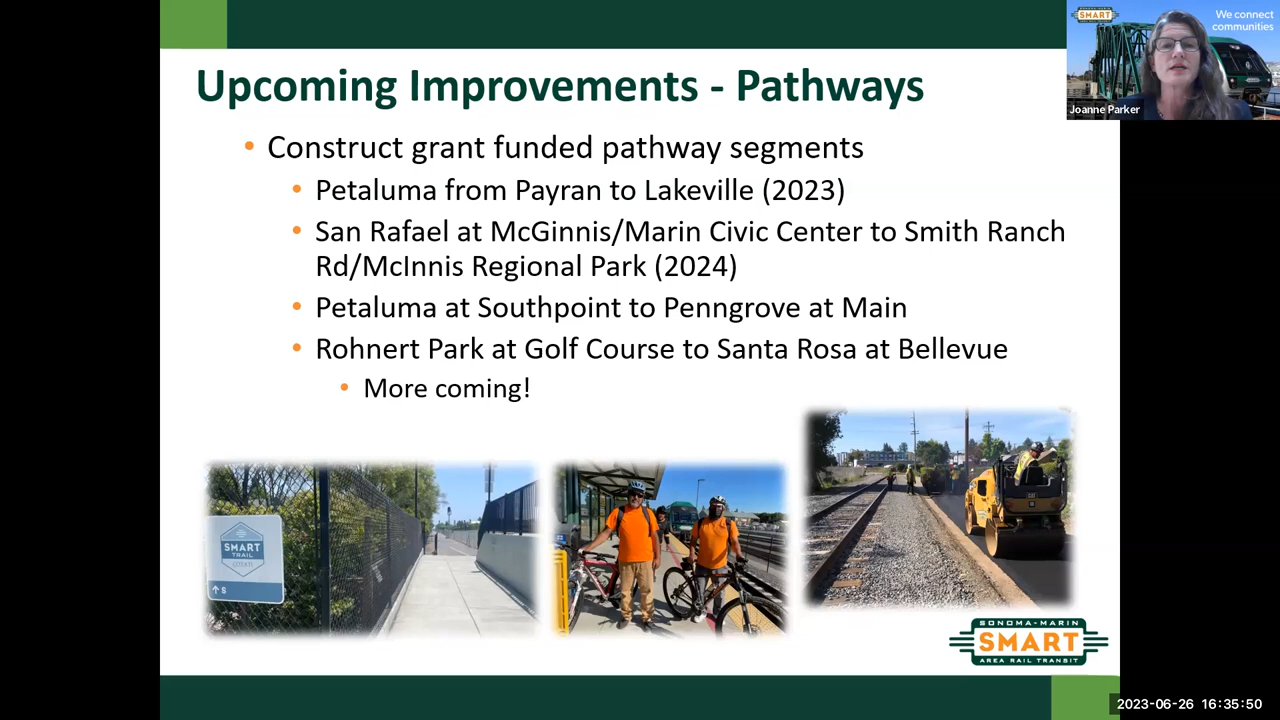 Upcoming Improvements - Pathways
• Construct grant funded pathway segments
• Petaluma from Payran to Lakeville (2023)
• San Rafael at McGinnis/Marin Civic Center to Smith Ranch
Rd/McInnis Regional Park (2024)
• Petaluma at Southpoint to Penngrove at Main
• Rohnert Park at Golf Course to Santa Rosa at Bellevue
• More coming!
SONOMA-MARIN
SMART
We connect
communities
Joanne Parker
SMART
TRAIL
↑ S
CAT
SONOMA-MARIN
SMART
AREA RAIL TRANSIT
2023-06-26 16:35:50